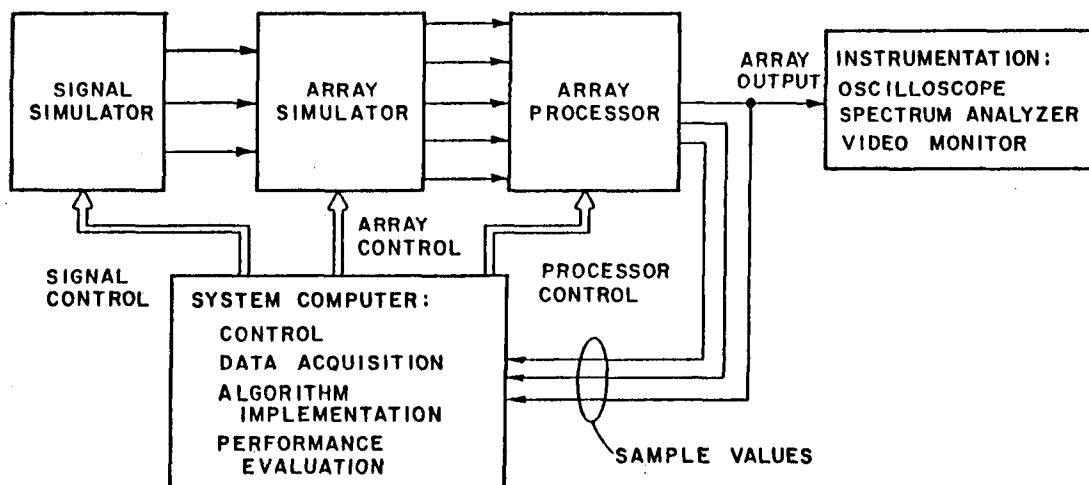 SIGNAL
SIMULATOR
ARRAY
SIMULATOR
ARRAY
PROCESSOR
ARRAY
OUTPUT
INSTRUMENTATION:
OSCILLOSCOPE
SPECTRUM ANALYZER
VIDEO MONITOR
SIGNAL
CONTROL
ARRAY
CONTROL
PROCESSOR
CONTROL
SYSTEM COMPUTER:
CONTROL
DATA ACQUISITION
ALGORITHM
IMPLEMENTATION
PERFORMANCE
EVALUATION
SAMPLE VALUES